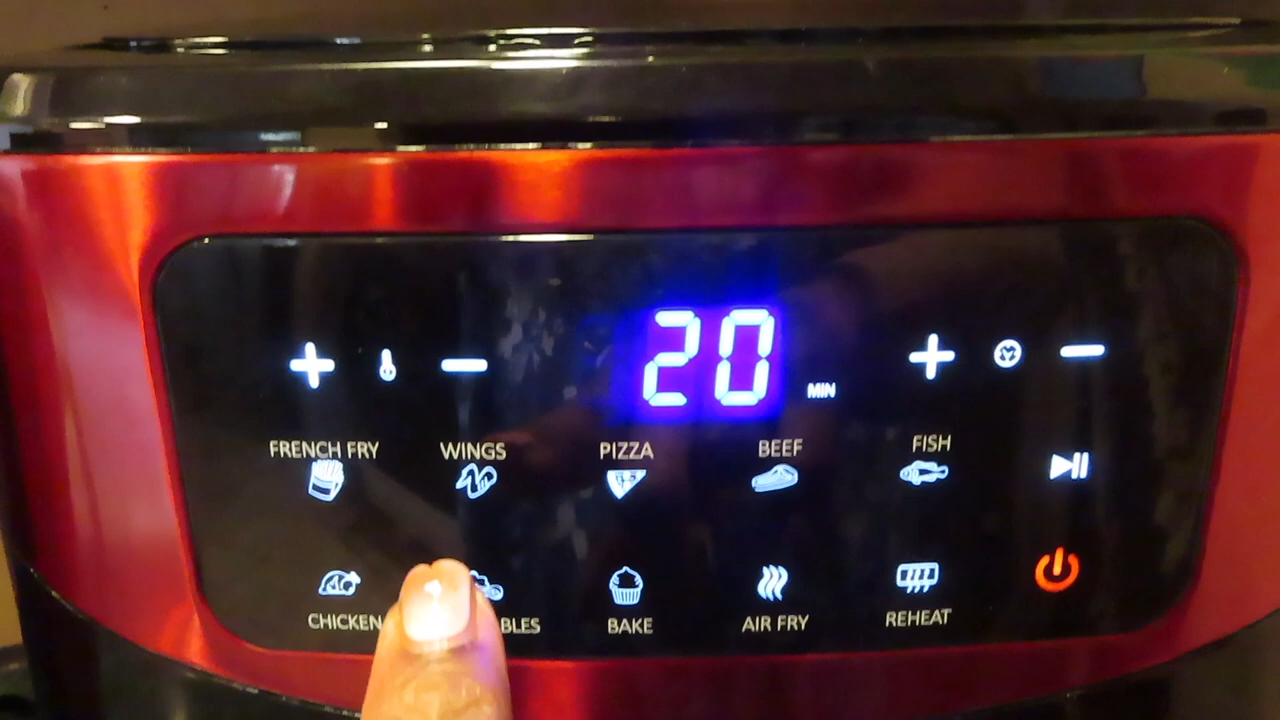 20 MIN
FRENCH FRY WINGS PIZZA BEEF FISH
CHICKEN BLES BAKE AIR FRY REHEAT